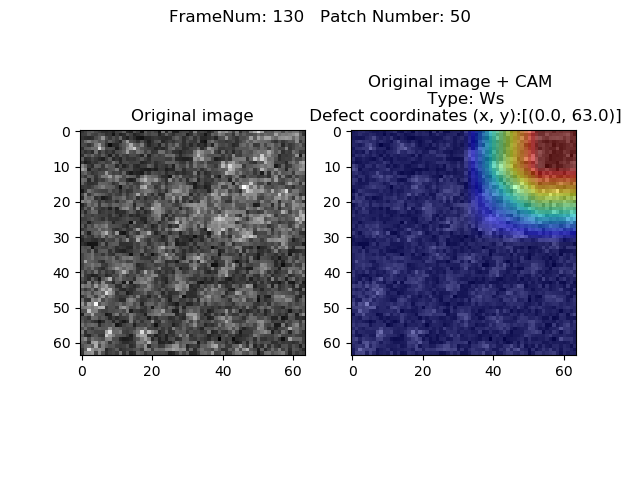 FrameNum: 130   Patch Number: 50
Original image
Original image + CAM
Type: Ws
Defect coordinates (x, y):[(0.0, 63.0)]
0
10
20
30
40
50
60
0 20 40 60
0
10
20
30
40
50
60
0 20 40 60